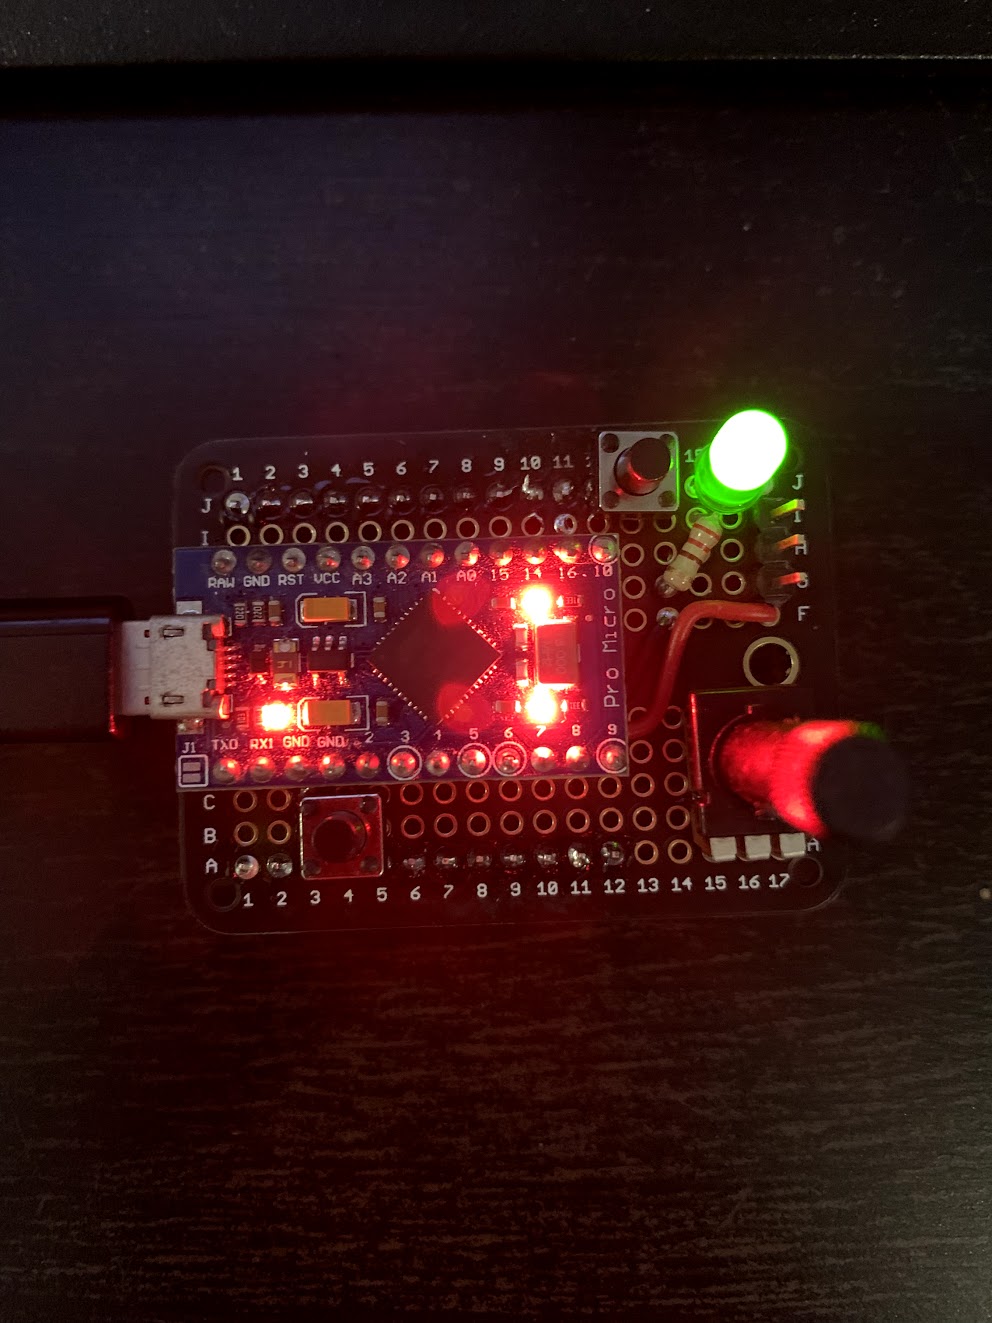 1 2 3 4 5 6 7 8 9 10 11
J J
I I
RAW GND RST VCC A3 A2 A1 A0 15 14 16 10
H
F
Pro Micro
J1 TXO RX1 GND GND 2 3 4 5 6 7 8 9
C
B
A A
1 2 3 4 5 6 7 8 9 10 11 12 13 14 15 16 17